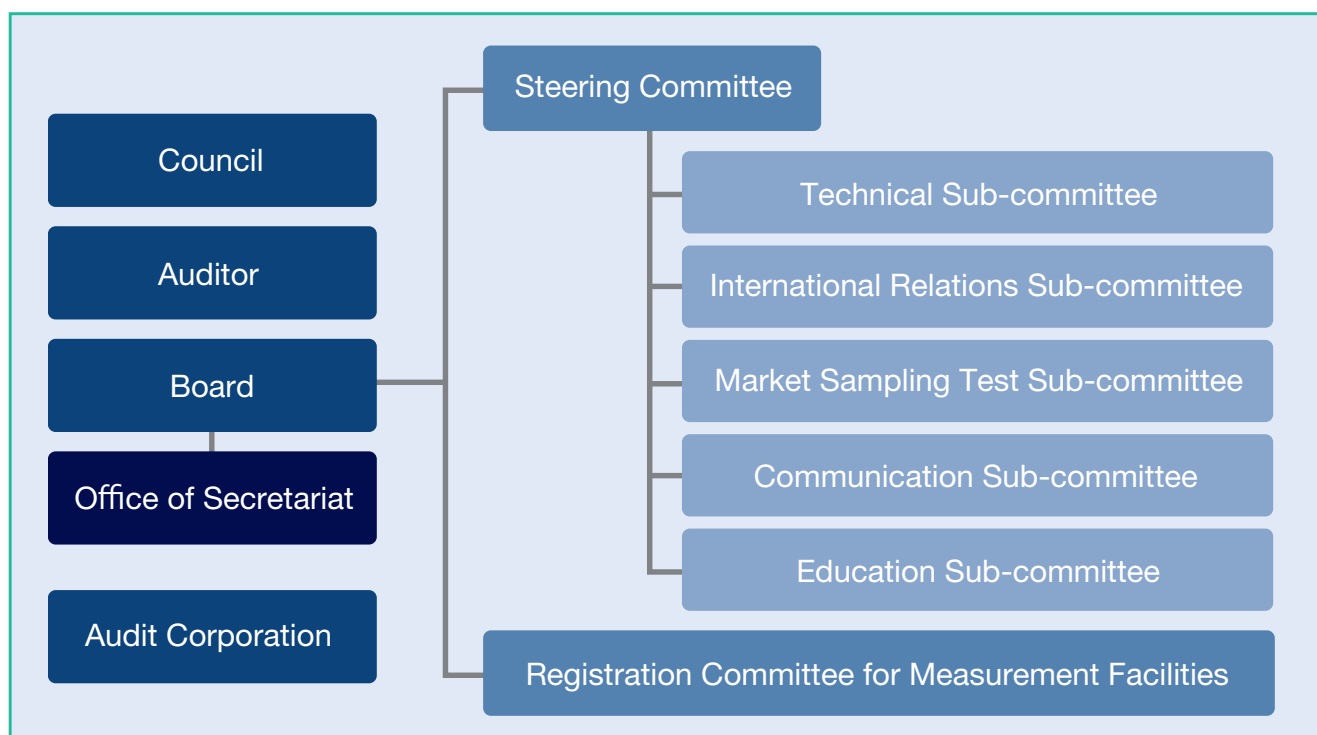 Council
Auditor
Board
Office of Secretariat
Audit Corporation
Steering Committee
Technical Sub-committee
International Relations Sub-committee
Market Sampling Test Sub-committee
Communication Sub-committee
Education Sub-committee
Registration Committee for Measurement Facilities